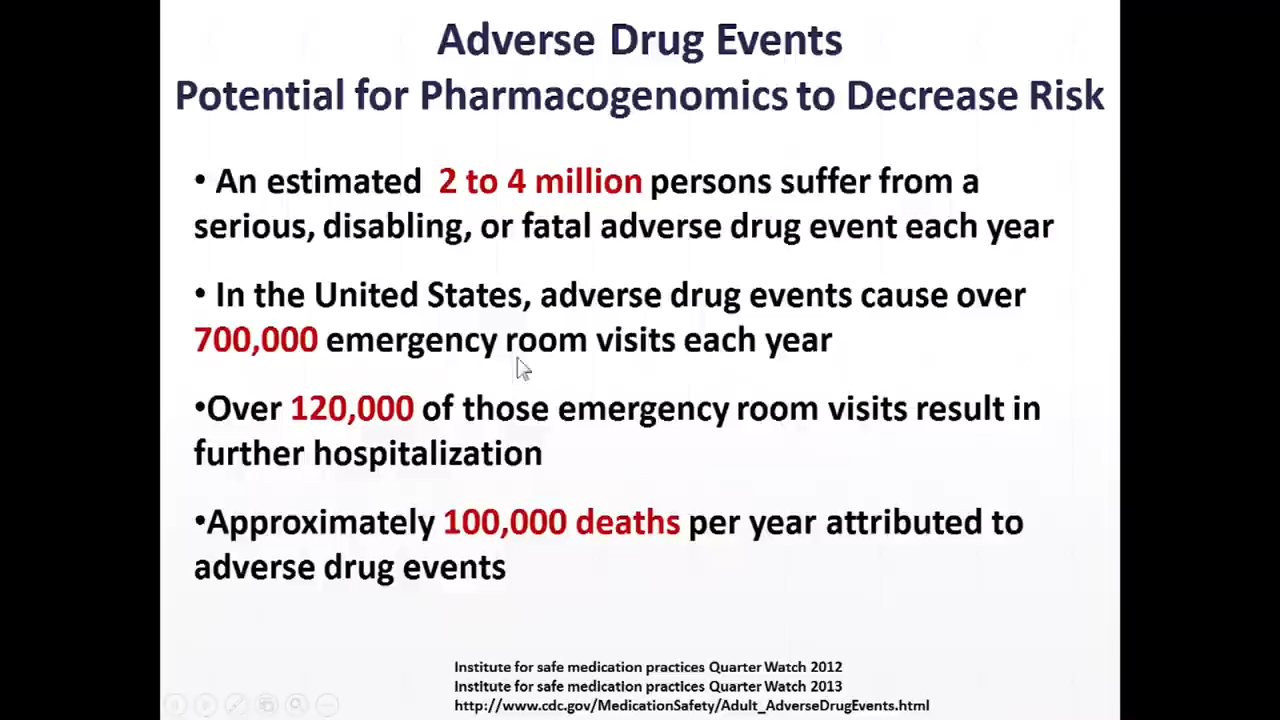 Adverse Drug Events
Potential for Pharmacogenomics to Decrease Risk
• An estimated 2 to 4 million persons suffer from a
serious, disabling, or fatal adverse drug event each year
• In the United States, adverse drug events cause over
700,000 emergency room visits each year
•Over 120,000 of those emergency room visits result in
further hospitalization
•Approximately 100,000 deaths per year attributed to
adverse drug events
Institute for safe medication practices Quarter Watch 2012
Institute for safe medication practices Quarter Watch 2013
http://www.cdc.gov/MedicationSafety/Adult_AdverseDrugEvents.html